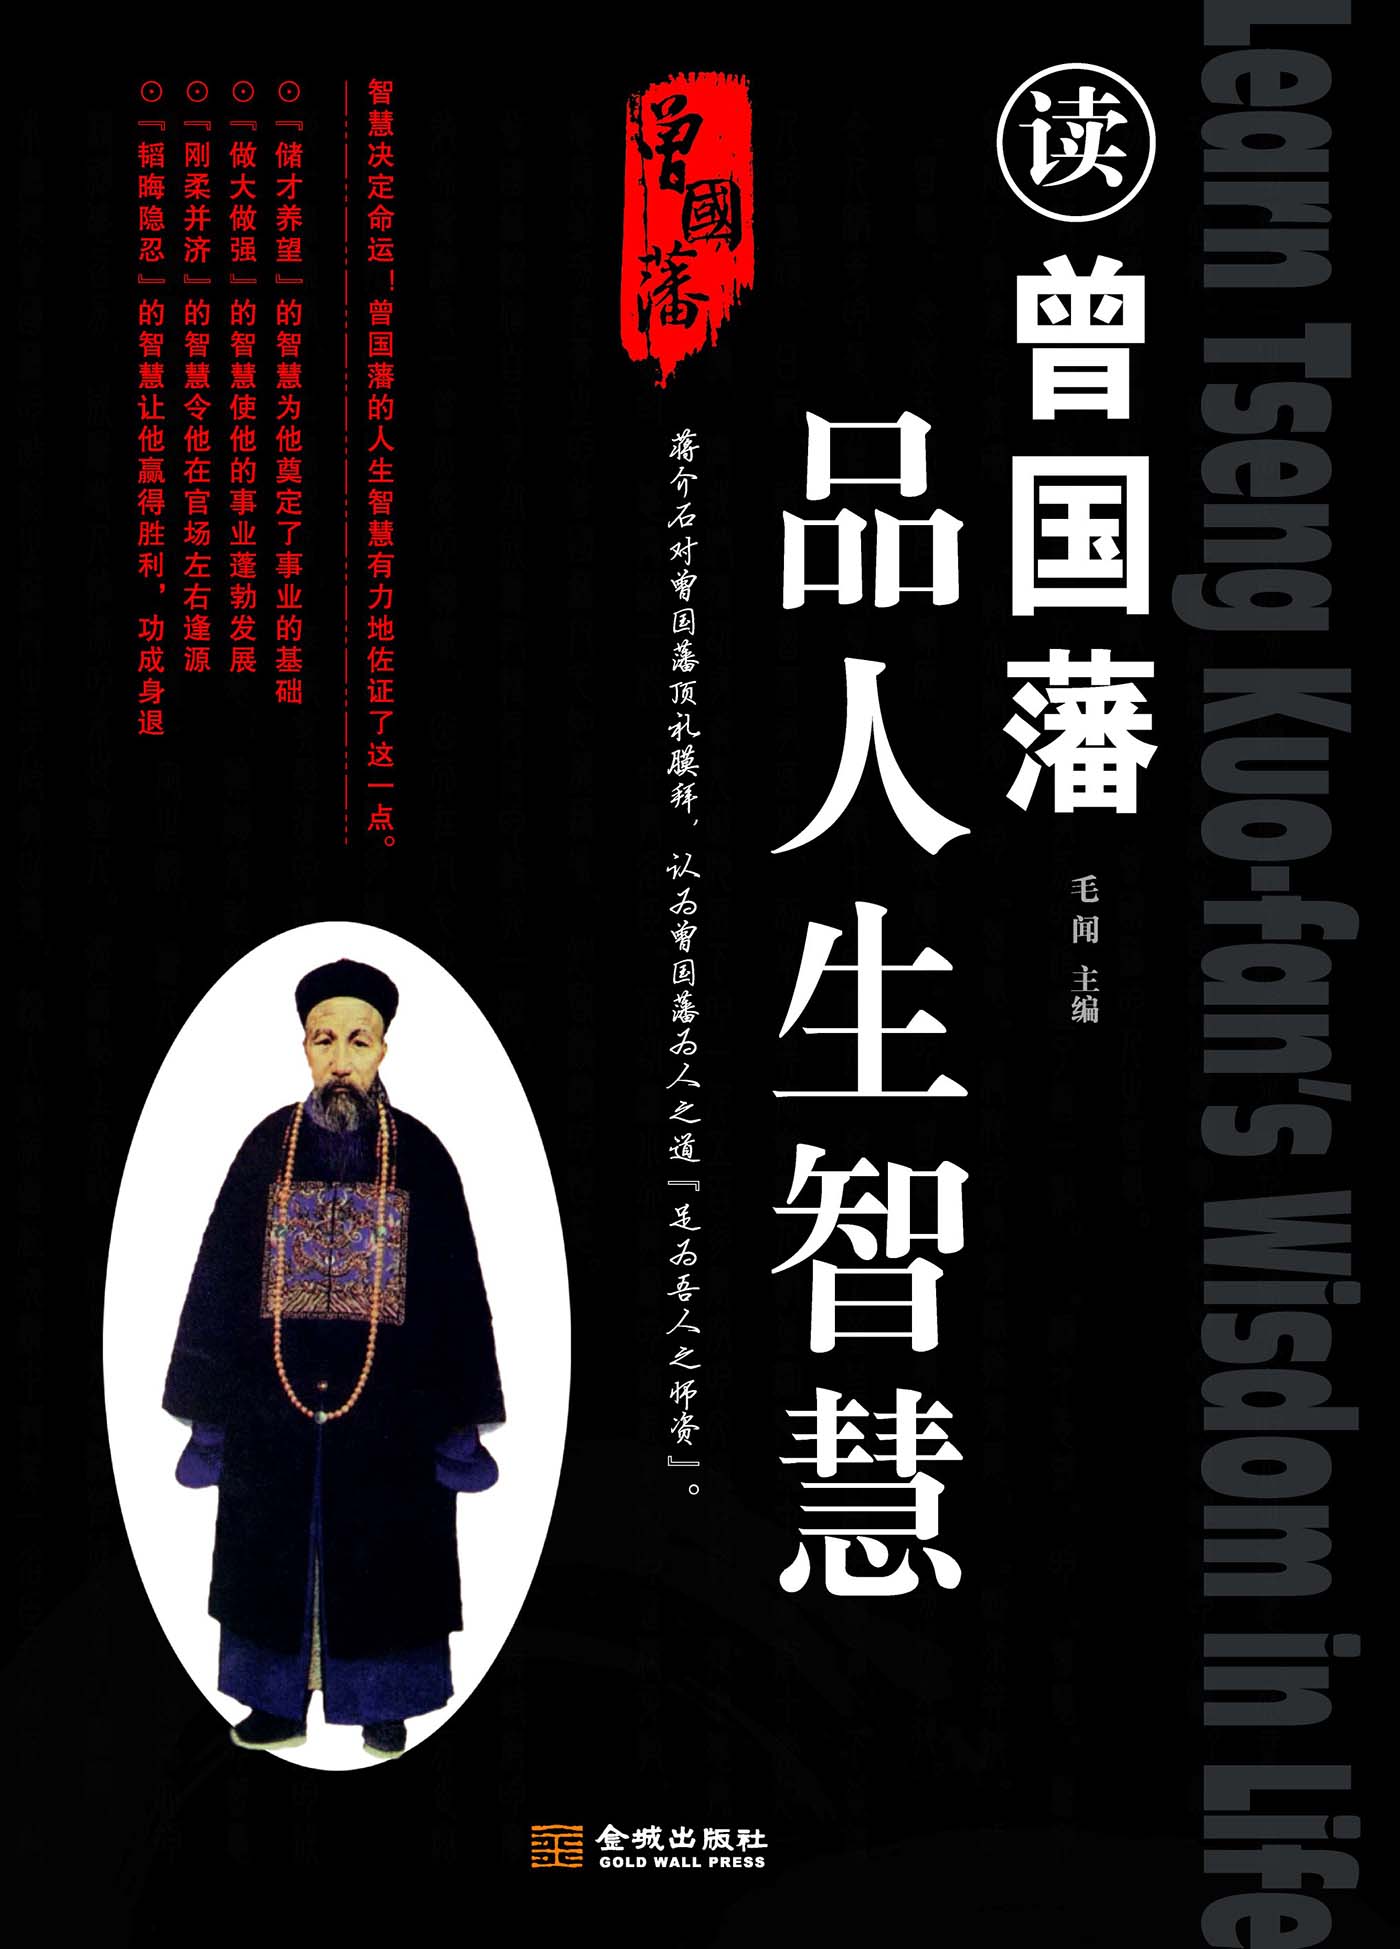 Learn Tseng Kuo-fan's Wisdom in Life
读曾国藩
品人生智慧
毛闻 主编
曾國藩
蒋介石对曾国藩顶礼膜拜，认为曾国藩为人之道『足为吾人之师资』。
智慧决定命运！曾国藩的人生智慧有力地佐证了这一点。
⊙『储才养望』的智慧为他奠定了事业的基础
⊙『做大做强』的智慧使他的事业蓬勃发展
⊙『刚柔并济』的智慧令他在官场左右逢源
⊙『韬晦隐忍』的智慧让他赢得胜利，功成身退
金城出版社
GOLD WALL PRESS